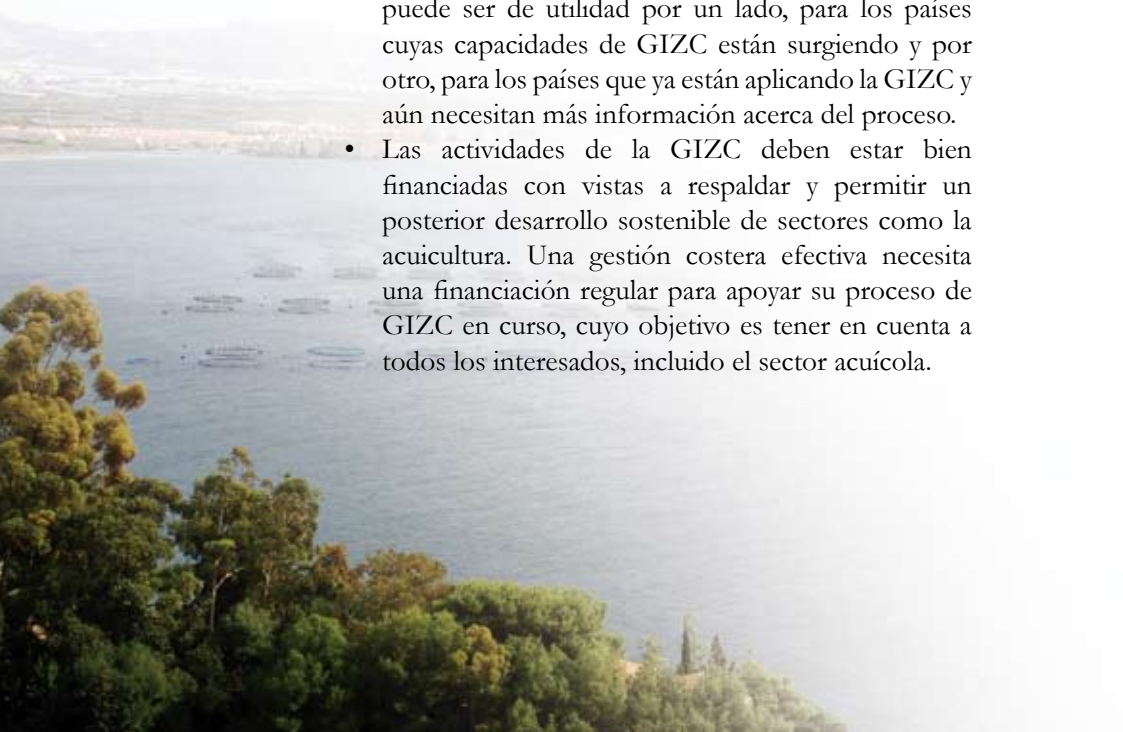 puede ser de utilidad por un lado, para los países
cuyas capacidades de GIZC están surgiendo y por
otro, para los países que ya están aplicando la GIZC y
aún necesitan más información acerca del proceso.
• Las actividades de la GIZC deben estar bien
financiadas con vistas a respaldar y permitir un
posterior desarrollo sostenible de sectores como la
acuicultura. Una gestión costera efectiva necesita
una financiación regular para apoyar su proceso de
GIZC en curso, cuyo objetivo es tener en cuenta a
todos los interesados, incluido el sector acuícola.